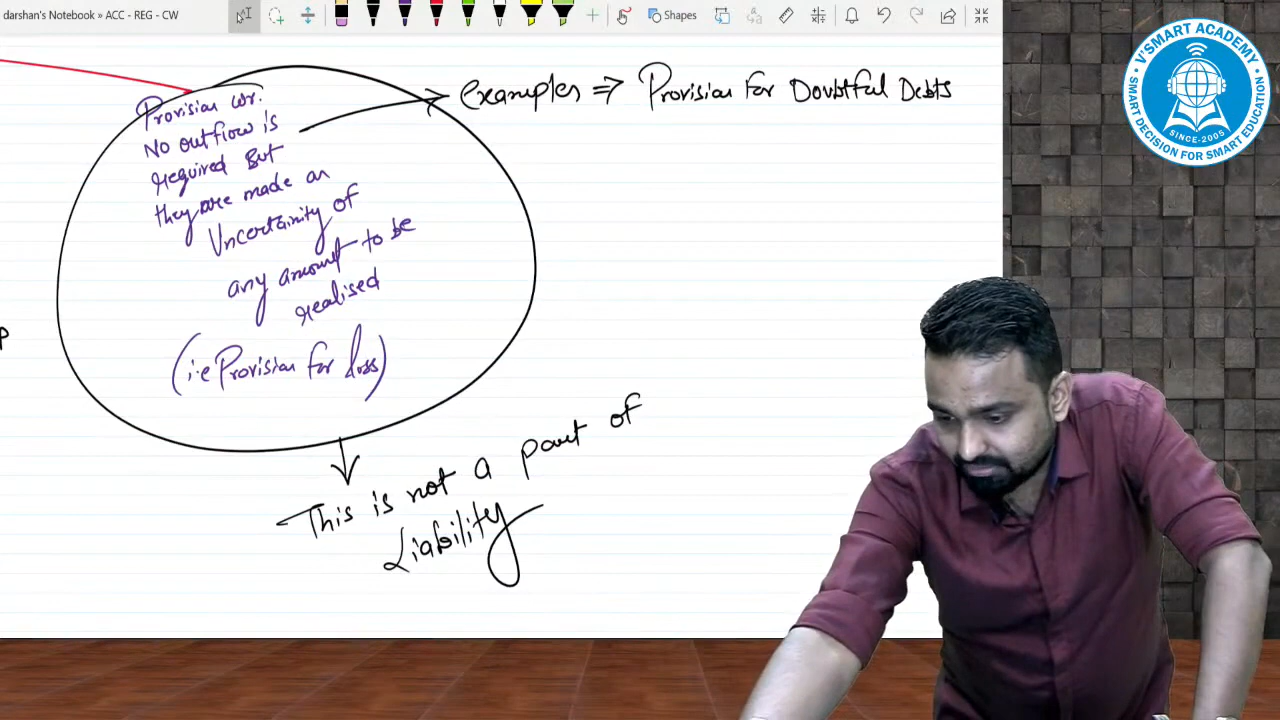 darshan's Notebook » ACC - REG - CW
Shapes
Provision wr.
No outflow is
required But
they are made on
Uncertainity of
any amount to be
realised
(i.e Provision for loss)
examples ⇒ Provision For Doubtful Debts
This is not a part of
Liability
V'SMART ACADEMY
SINCE-2005
SMART DECISION FOR SMART EDUCATION
P